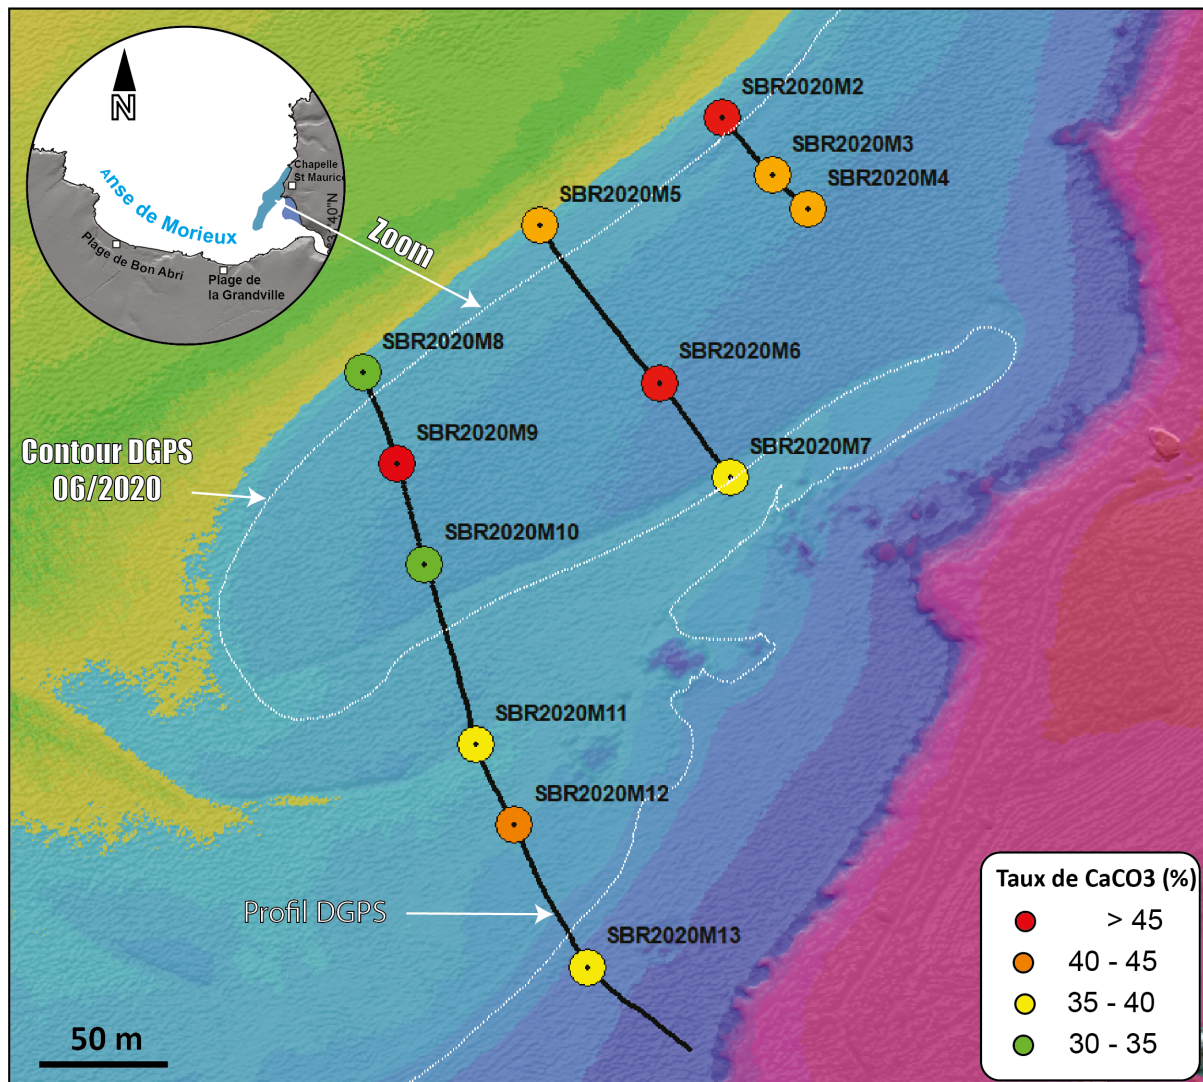 N
Chapelle
St Maurice
Anse de Morieux
Plage de Bon Abri
Plage de
la Grandville
40"N
Zoom
SBR2020M2
SBR2020M3
SBR2020M4
SBR2020M5
SBR2020M6
SBR2020M7
SBR2020M8
SBR2020M9
SBR2020M10
Contour DGPS
06/2020
SBR2020M11
SBR2020M12
Profil DGPS
SBR2020M13
50 m
Taux de CaCO3 (%)
> 45
40 - 45
35 - 40
30 - 35